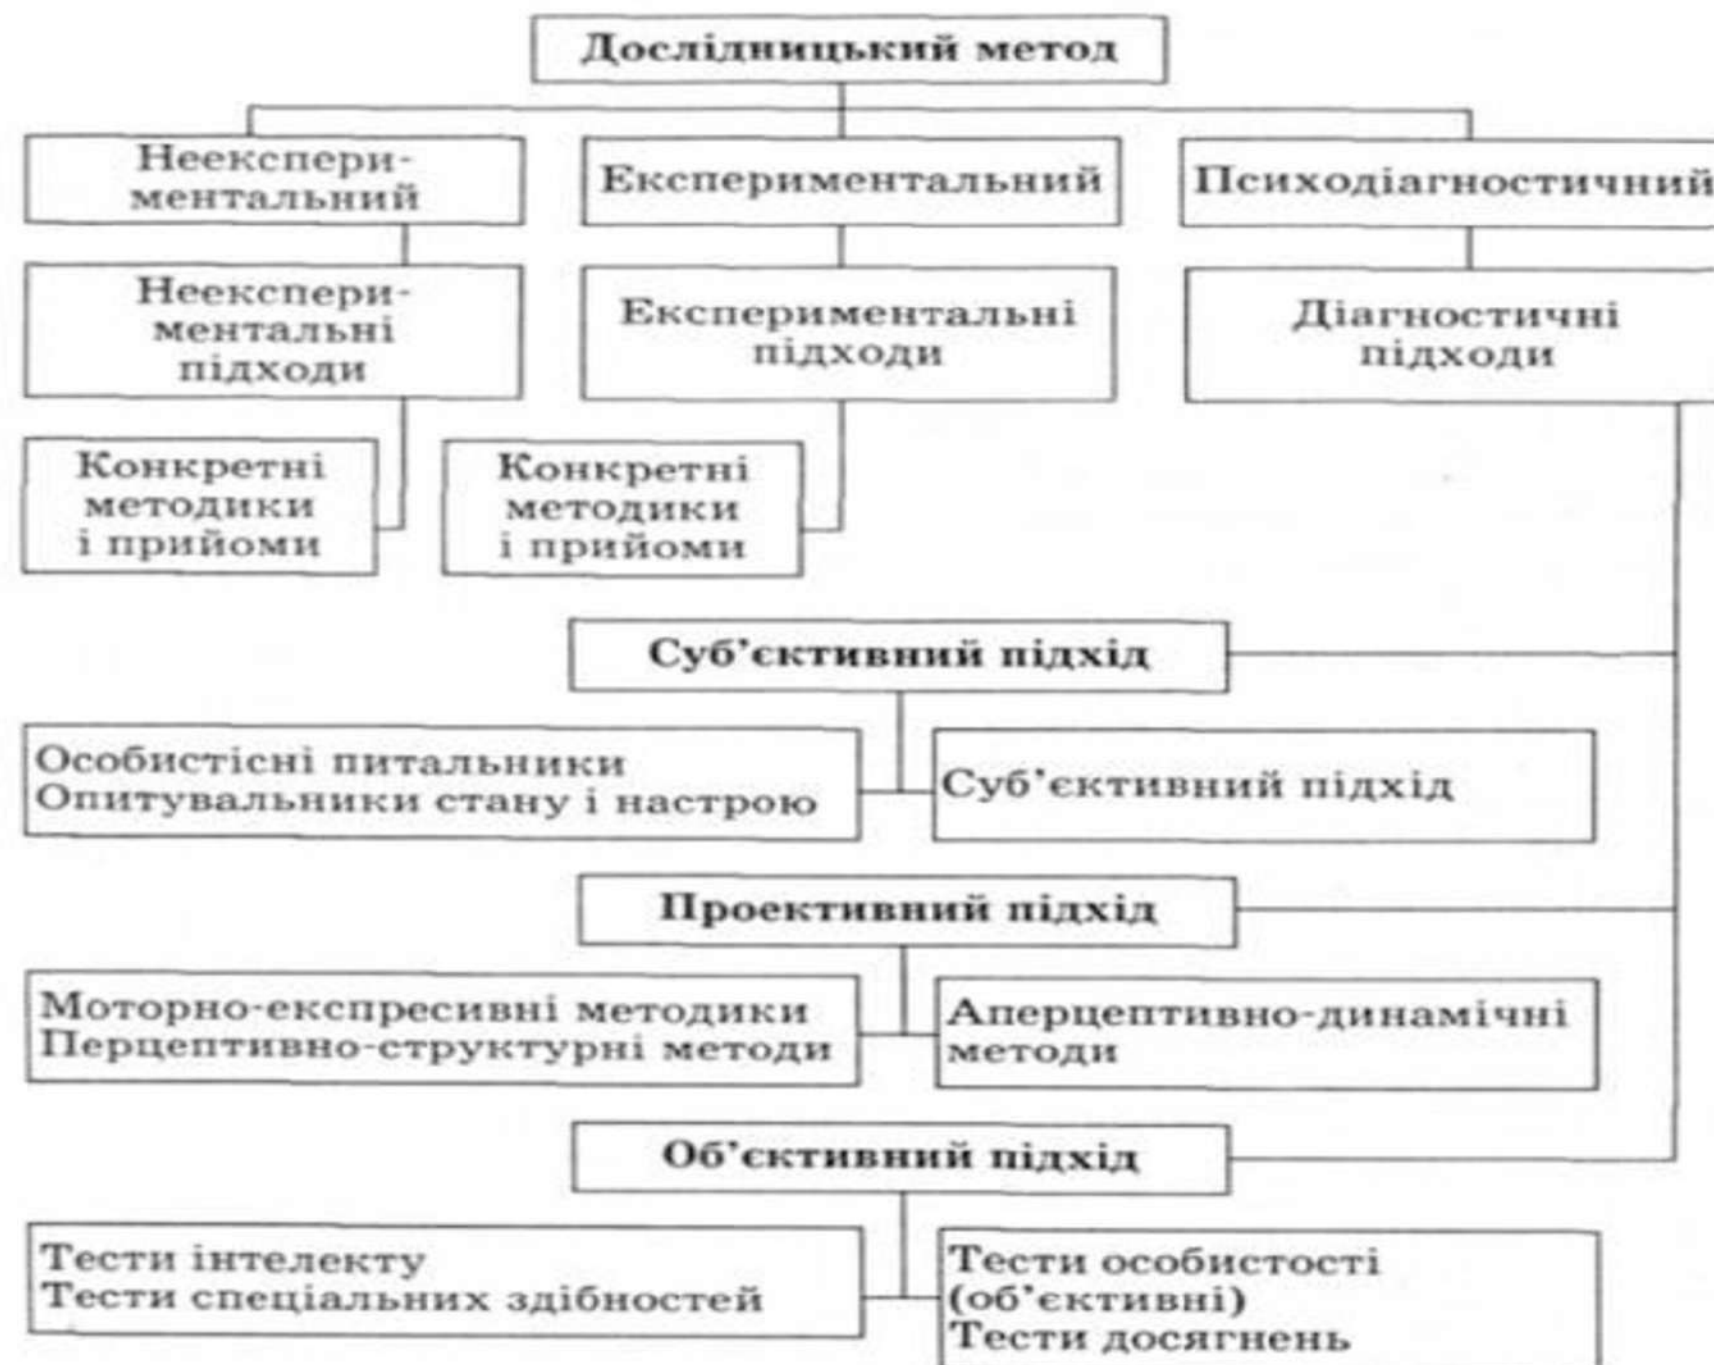 Дослідницький метод
Неекспери-
ментальний
Експериментальний
Психодіагностичний
Неекспери-
ментальні
підходи
Експериментальні
підходи
Діагностичні
підходи
Конкретні
методики
і прийоми
Конкретні
методики
і прийоми
Суб’єктивний підхід
Особистісні питальники
Опитувальники стану і настрою
Суб’єктивний підхід
Проективний підхід
Моторно-експресивні методики
Перцептивно-структурні методи
Аперцептивно-динамічні
методи
Об’єктивний підхід
Тести інтелекту
Тести спеціальних здібностей
Тести особистості
(об’єктивні)
Тести досягнень